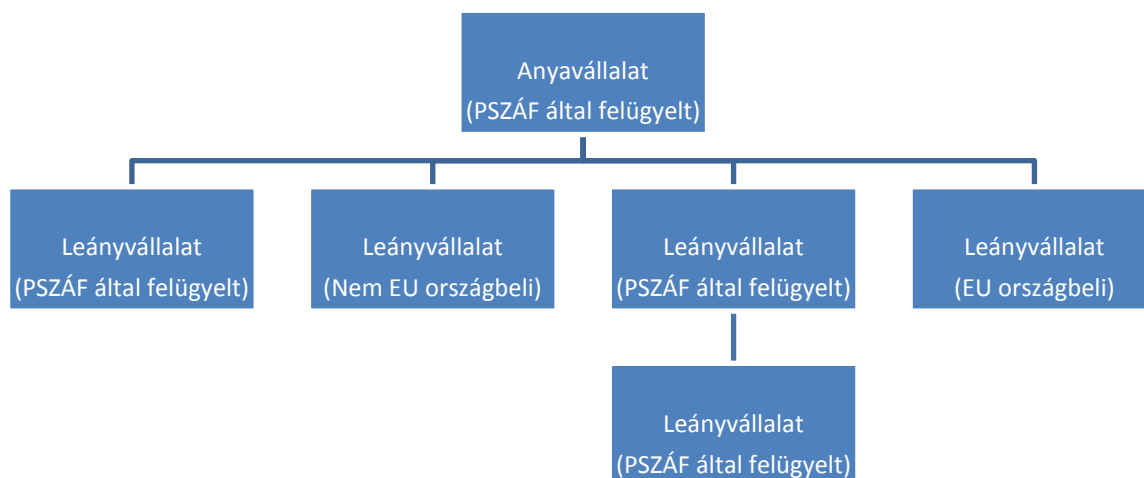 Anyavállalat
(PSZÁF által felügyelt)
Leányvállalat
(PSZÁF által felügyelt)
Leányvállalat
(Nem EU országbeli)
Leányvállalat
(PSZÁF által felügyelt)
Leányvállalat
(EU országbeli)
Leányvállalat
(PSZÁF által felügyelt)